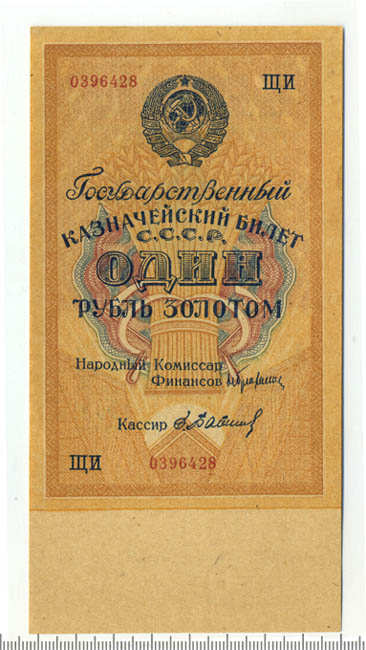 0396428 ЩИ
Государственный
КАЗНАЧЕЙСКИЙ БИЛЕТ
С.С.С.Р.
ОДИН
РУБЛЬ ЗОЛОТОМ
Народный Комиссар
Финансов
Кассир
ЩИ 0396428